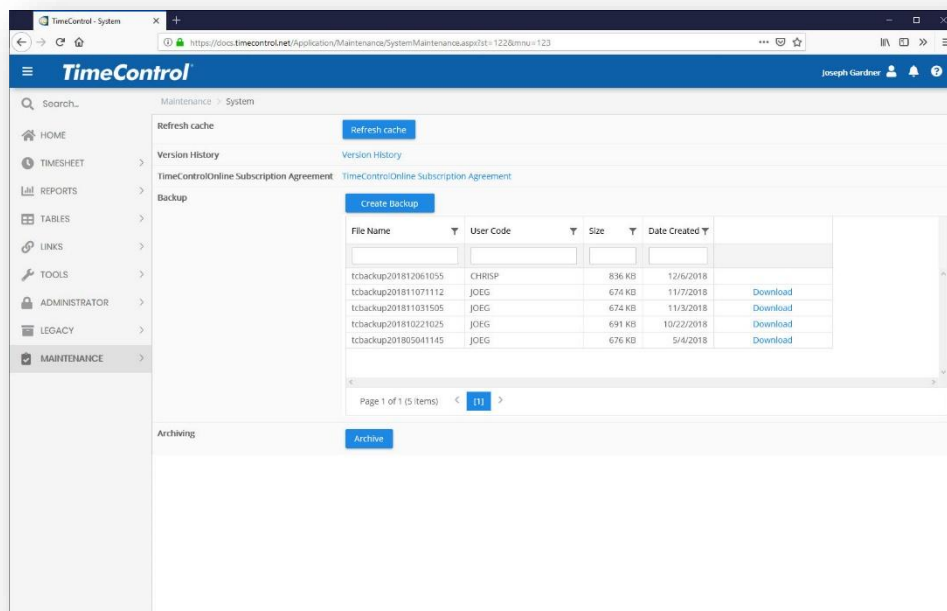 TimeControl - System
https://docs.timecontrol.net/Application/Maintenance/SystemMaintenance.aspx?st=122&mnu=123
TimeControl
Joseph Gardner
Search...
Maintenance > System
HOME
TIMESHEET
REPORTS
TABLES
LINKS
TOOLS
ADMINISTRATOR
LEGACY
MAINTENANCE
Refresh cache Refresh cache
Version History Version History
TimeControlOnline Subscription Agreement TimeControlOnline Subscription Agreement
Backup Create Backup
File Name User Code Size Date Created
tcbackup201812061055 CHRISP 836 KB 12/6/2018
tcbackup201811071112 JOEG 674 KB 11/7/2018 Download
tcbackup201811031505 JOEG 674 KB 11/3/2018 Download
tcbackup201810221025 JOEG 691 KB 10/22/2018 Download
tcbackup201805041145 JOEG 676 KB 5/4/2018 Download
Page 1 of 1 (5 items) < [1] >
Archiving Archive